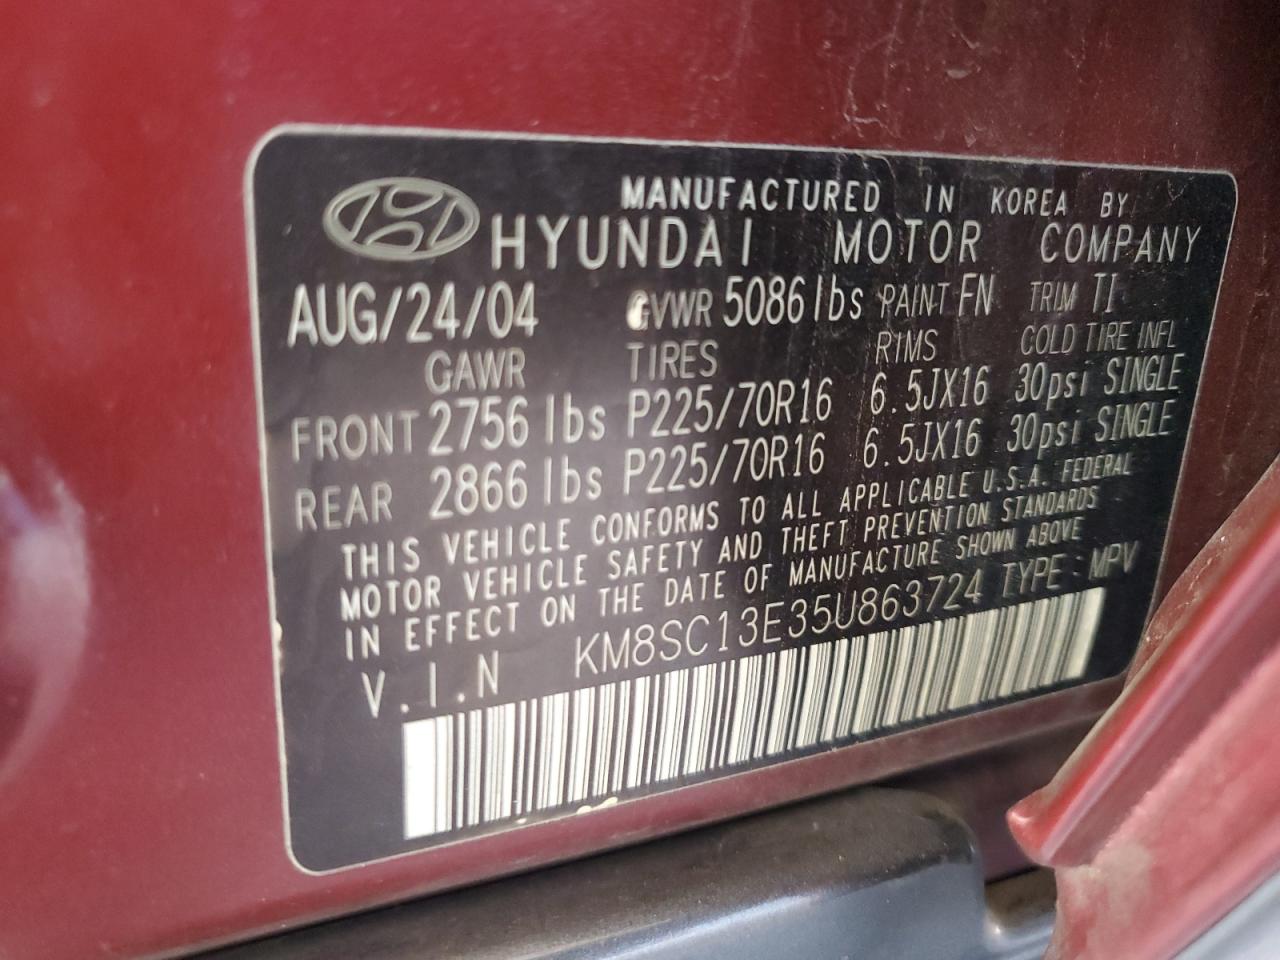 MANUFACTURED IN KOREA BY
HYUNDAI MOTOR COMPANY
AUG/24/04 GVWR 5086 lbs PAINT FN TRIM TI
GAWR TIRES RIMS COLD TIRE INFL
FRONT 2756 lbs P225/70R16 6.5JX16 30psi SINGLE
REAR 2866 lbs P225/70R16 6.5JX16 30psi SINGLE
THIS VEHICLE CONFORMS TO ALL APPLICABLE U.S.A. FEDERAL
MOTOR VEHICLE SAFETY AND THEFT PREVENTION STANDARDS
IN EFFECT ON THE DATE OF MANUFACTURE SHOWN ABOVE
V.I.N KM8SC13E35U863724 TYPE : MPV